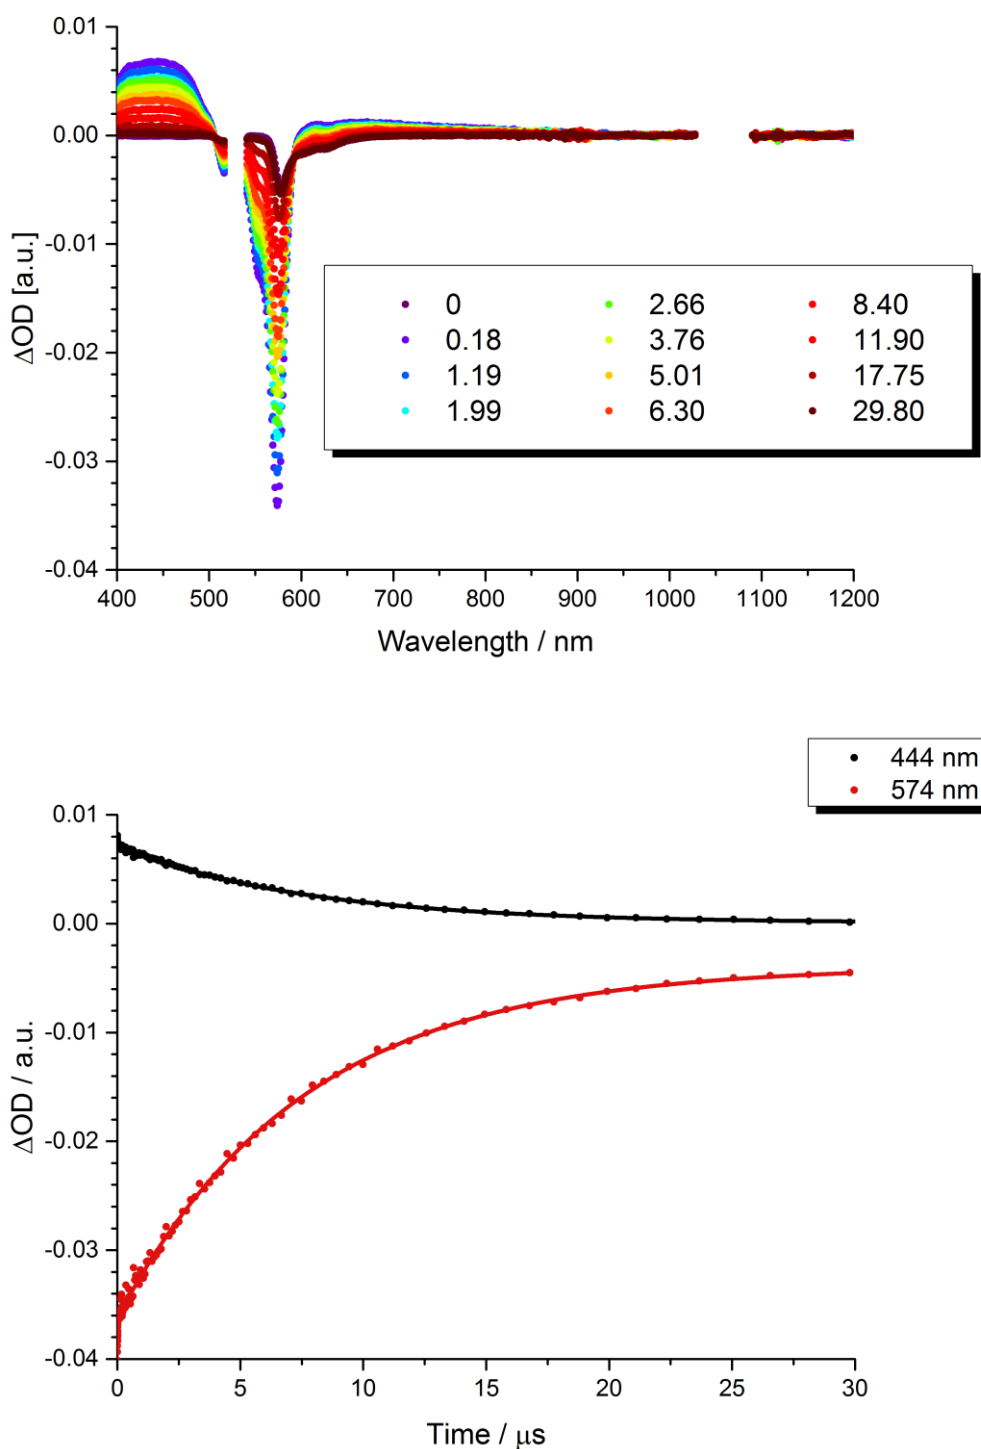 0.01
0.00
-0.01
-0.02
-0.03
-0.04
ΔOD [a.u.]
0 2.66 8.40
0.18 3.76 11.90
1.19 5.01 17.75
1.99 6.30 29.80
400 500 600 700 800 900 1000 1100 1200
Wavelength / nm
444 nm
574 nm
0.01
0.00
-0.01
-0.02
-0.03
-0.04
ΔOD / a.u.
0 5 10 15 20 25 30
Time / μs